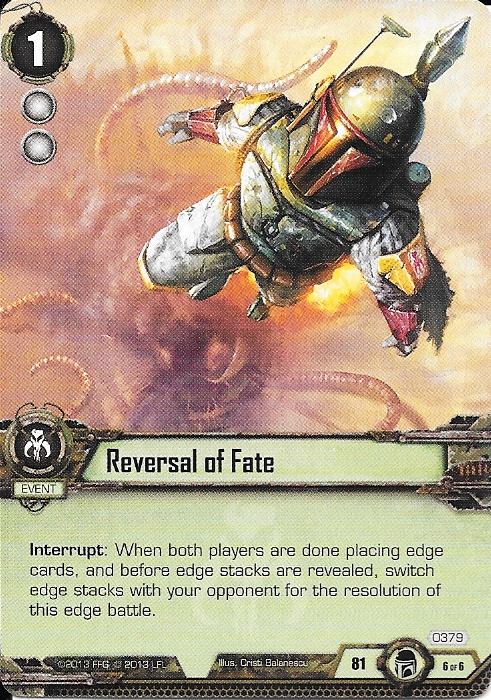 1
Reversal of Fate
EVENT
Interrupt: When both players are done placing edge
cards, and before edge stacks are revealed, switch
edge stacks with your opponent for the resolution of
this edge battle.
0379
©2013 FFG © 2013 LFL
Illus. Cristi Balanescu
81
6 OF 6